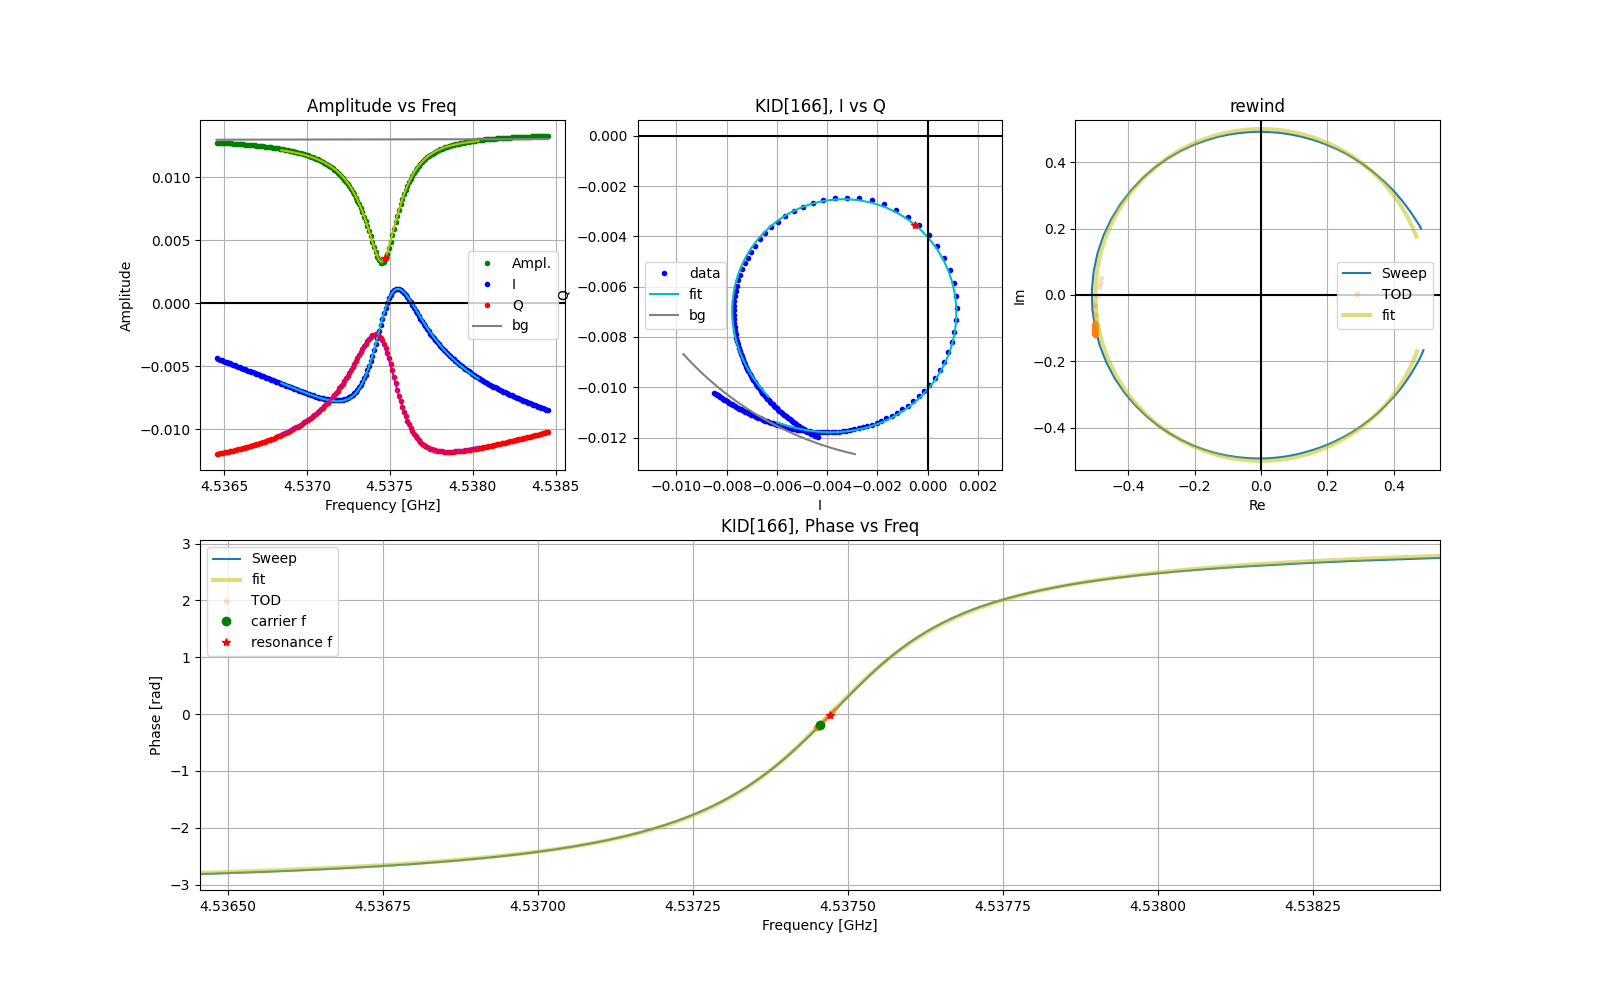 Amplitude vs Freq
0.010
0.005
0.000
−0.005
−0.010
Amplitude
4.5365
4.5370
4.5375
4.5380
4.5385
Frequency [GHz]
Ampl.
I
Q
bg
KID[166], I vs Q
0.000
−0.002
−0.004
−0.006
−0.008
−0.010
−0.012
Q
−0.010
−0.008
−0.006
−0.004
−0.002
0.000
0.002
I
data
fit
bg
rewind
0.4
0.2
0.0
−0.2
−0.4
Im
−0.4
−0.2
0.0
0.2
0.4
Re
Sweep
TOD
fit
KID[166], Phase vs Freq
3
2
1
0
−1
−2
−3
Phase [rad]
4.53650
4.53675
4.53700
4.53725
4.53750
4.53775
4.53800
4.53825
Frequency [GHz]
Sweep
fit
TOD
carrier f
resonance f